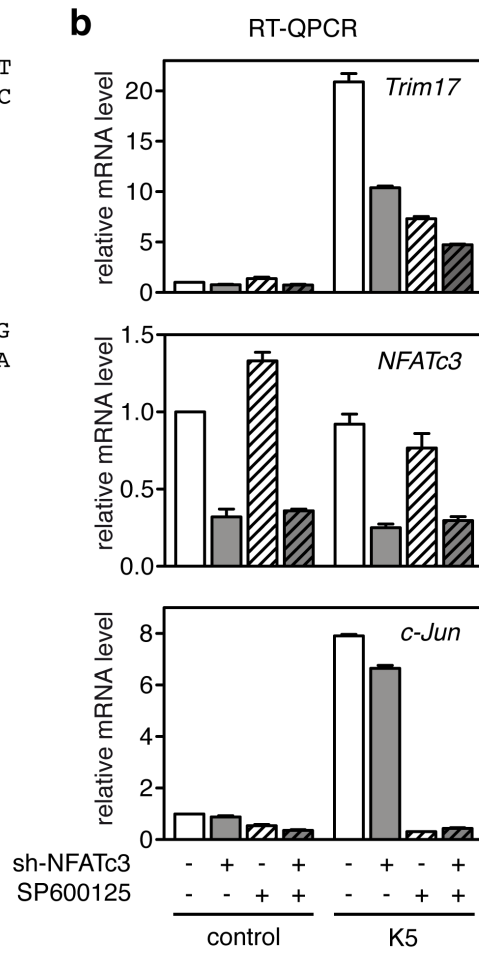 b
RT-QPCR
T
C
G
A
relative mRNA level
20
15
10
5
0
Trim17
relative mRNA level
1.5
1.0
0.5
0.0
NFATc3
relative mRNA level
8
6
4
2
0
c-Jun
sh-NFATc3 - + - + - + - +
SP600125 - - + + - - + +
control K5